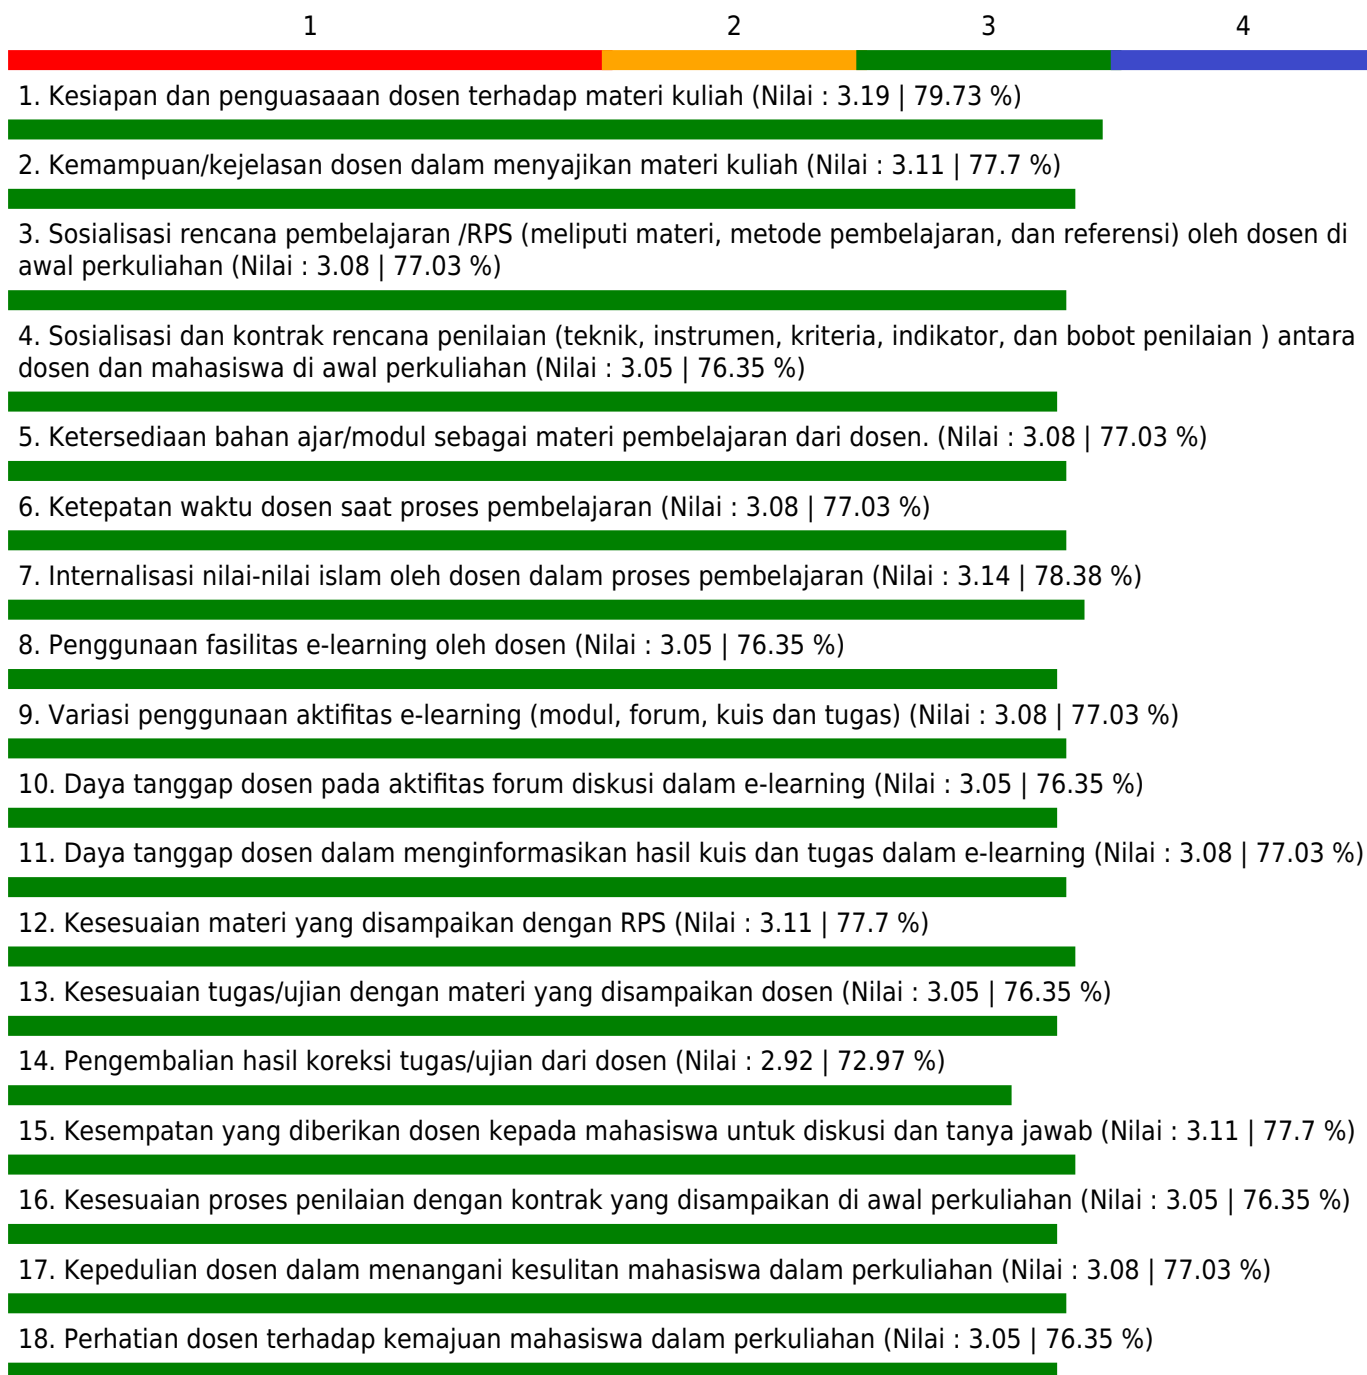 1 2 3 4
1. Kesiapan dan penguasaaan dosen terhadap materi kuliah (Nilai : 3.19 | 79.73 %)
2. Kemampuan/kejelasan dosen dalam menyajikan materi kuliah (Nilai : 3.11 | 77.7 %)
3. Sosialisasi rencana pembelajaran /RPS (meliputi materi, metode pembelajaran, dan referensi) oleh dosen di
awal perkuliahan (Nilai : 3.08 | 77.03 %)
4. Sosialisasi dan kontrak rencana penilaian (teknik, instrumen, kriteria, indikator, dan bobot penilaian ) antara
dosen dan mahasiswa di awal perkuliahan (Nilai : 3.05 | 76.35 %)
5. Ketersediaan bahan ajar/modul sebagai materi pembelajaran dari dosen. (Nilai : 3.08 | 77.03 %)
6. Ketepatan waktu dosen saat proses pembelajaran (Nilai : 3.08 | 77.03 %)
7. Internalisasi nilai-nilai islam oleh dosen dalam proses pembelajaran (Nilai : 3.14 | 78.38 %)
8. Penggunaan fasilitas e-learning oleh dosen (Nilai : 3.05 | 76.35 %)
9. Variasi penggunaan aktifitas e-learning (modul, forum, kuis dan tugas) (Nilai : 3.08 | 77.03 %)
10. Daya tanggap dosen pada aktifitas forum diskusi dalam e-learning (Nilai : 3.05 | 76.35 %)
11. Daya tanggap dosen dalam menginformasikan hasil kuis dan tugas dalam e-learning (Nilai : 3.08 | 77.03 %)
12. Kesesuaian materi yang disampaikan dengan RPS (Nilai : 3.11 | 77.7 %)
13. Kesesuaian tugas/ujian dengan materi yang disampaikan dosen (Nilai : 3.05 | 76.35 %)
14. Pengembalian hasil koreksi tugas/ujian dari dosen (Nilai : 2.92 | 72.97 %)
15. Kesempatan yang diberikan dosen kepada mahasiswa untuk diskusi dan tanya jawab (Nilai : 3.11 | 77.7 %)
16. Kesesuaian proses penilaian dengan kontrak yang disampaikan di awal perkuliahan (Nilai : 3.05 | 76.35 %)
17. Kepedulian dosen dalam menangani kesulitan mahasiswa dalam perkuliahan (Nilai : 3.08 | 77.03 %)
18. Perhatian dosen terhadap kemajuan mahasiswa dalam perkuliahan (Nilai : 3.05 | 76.35 %)